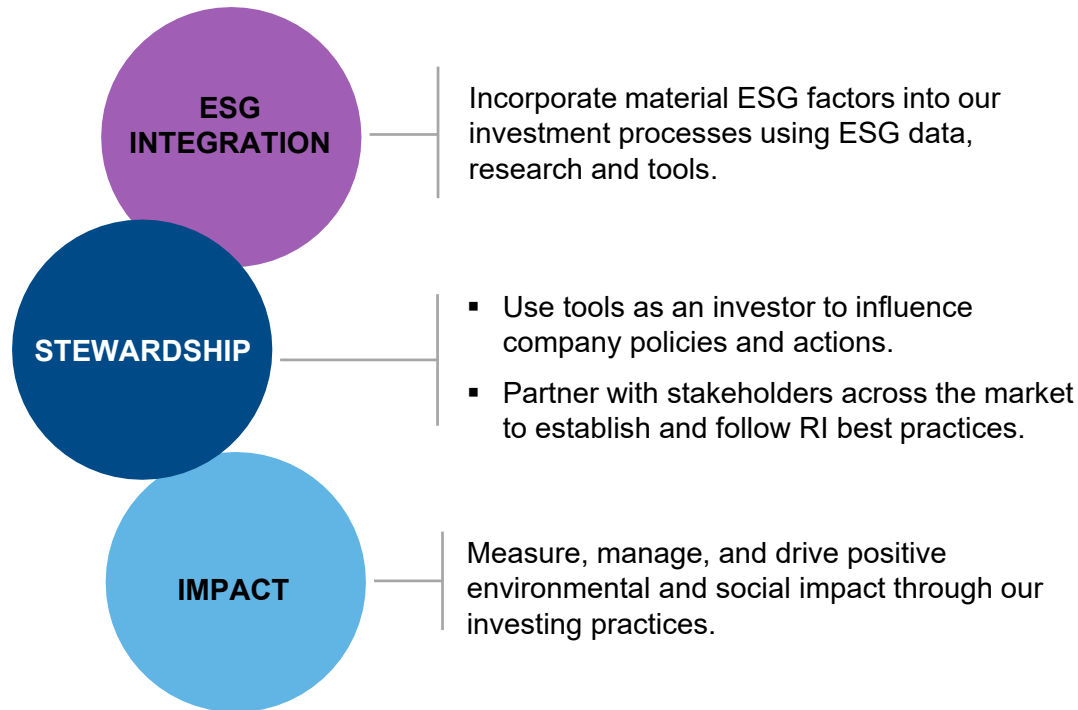 ESG
INTEGRATION
Incorporate material ESG factors into our
investment processes using ESG data,
research and tools.
STEWARDSHIP
▪ Use tools as an investor to influence
company policies and actions.
▪ Partner with stakeholders across the market
to establish and follow RI best practices.
IMPACT
Measure, manage, and drive positive
environmental and social impact through our
investing practices.